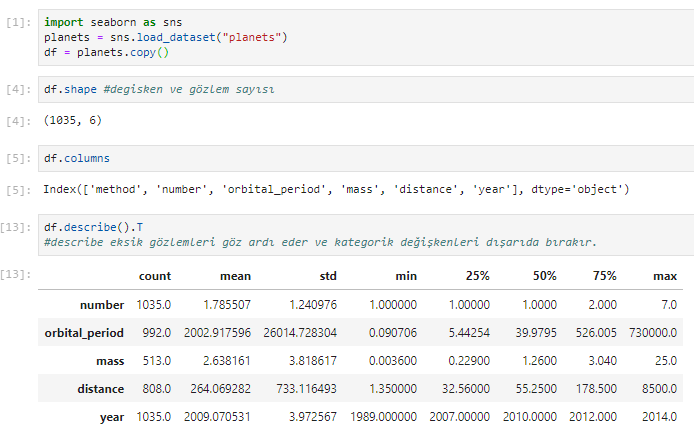 [1]: import seaborn as sns
planets = sns.load_dataset("planets")
df = planets.copy()
[4]: df.shape #degisken ve gözlem sayısı
[4]: (1035, 6)
[5]: df.columns
[5]: Index(['method', 'number', 'orbital_period', 'mass', 'distance', 'year'], dtype='object')
[13]: df.describe().T
#describe eksik gözlemleri göz ardı eder ve kategorik değişkenleri dışarıda bırakır.
[13]: count mean std min 25% 50% 75% max
number 1035.0 1.785507 1.240976 1.000000 1.00000 1.0000 2.000 7.0
orbital_period 992.0 2002.917596 26014.728304 0.090706 5.44254 39.9795 526.005 730000.0
mass 513.0 2.638161 3.818617 0.003600 0.22900 1.2600 3.040 25.0
distance 808.0 264.069282 733.116493 1.350000 32.56000 55.2500 178.500 8500.0
year 1035.0 2009.070531 3.972567 1989.000000 2007.00000 2010.0000 2012.000 2014.0